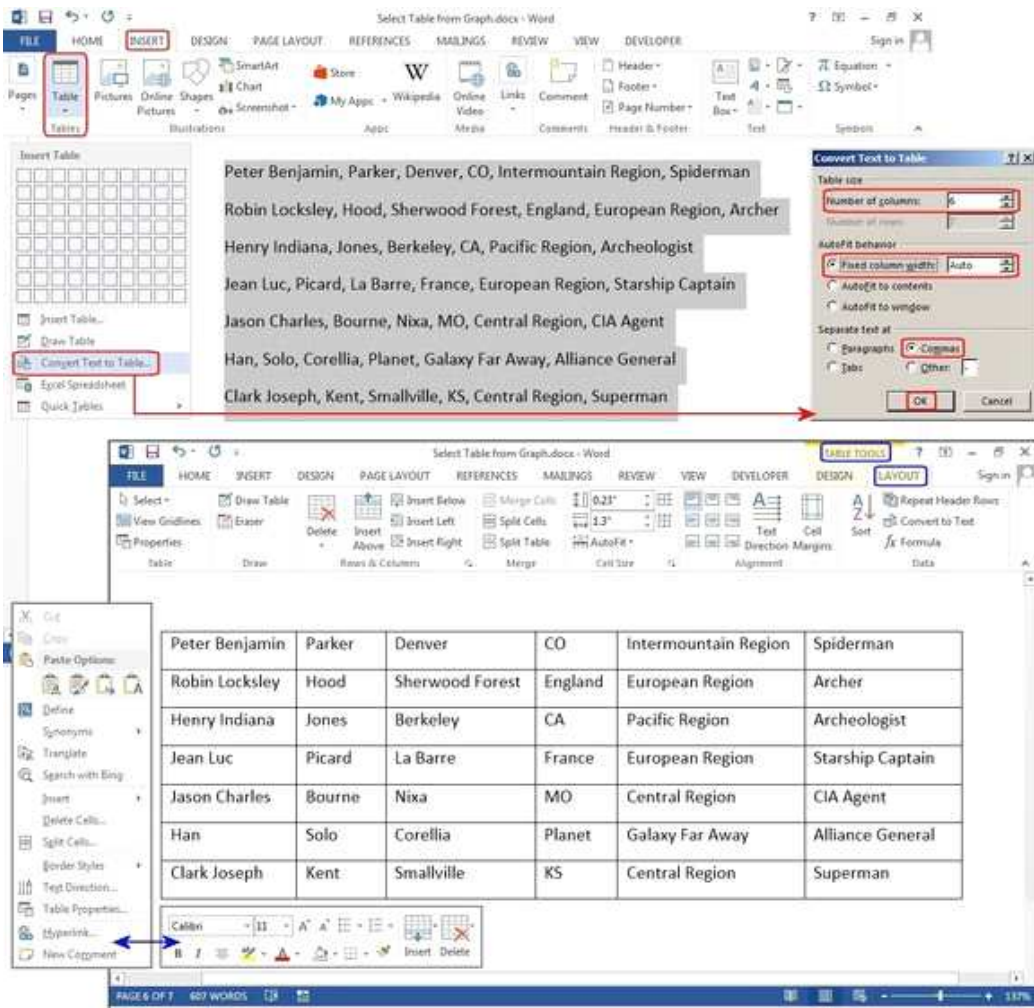 Select Table from Graph.docx - Word
FILE HOME INSERT DESIGN PAGE LAYOUT REFERENCES MAILINGS REVIEW VIEW DEVELOPER Sign in
SmartArt Store Header Equation
Chart Footer
Pages Table Pictures Online Pictures Shapes Screenshot My Apps Wikipedia Online Video Links Comment Page Number Text Box Symbol
Tables Illustrations Apps Media Comments Header & Footer Text Symbols
Insert Table
Insert Table...
Draw Table
Convert Text to Table...
Excel Spreadsheet
Quick Tables
Peter Benjamin, Parker, Denver, CO, Intermountain Region, Spiderman
Robin Locksley, Hood, Sherwood Forest, England, European Region, Archer
Henry Indiana, Jones, Berkeley, CA, Pacific Region, Archeologist
Jean Luc, Picard, La Barre, France, European Region, Starship Captain
Jason Charles, Bourne, Nixa, MO, Central Region, CIA Agent
Han, Solo, Corellia, Planet, Galaxy Far Away, Alliance General
Clark Joseph, Kent, Smallville, KS, Central Region, Superman
Convert Text to Table
Table size
Number of columns: 6
Number of rows:
AutoFit behavior
Fixed column width: Auto
AutoFit to contents
AutoFit to window
Separate text at
Paragraphs Commas
Tabs Other: -
OK Cancel
Select Table from Graph.docx - Word TABLE TOOLS
FILE HOME INSERT DESIGN PAGE LAYOUT REFERENCES MAILINGS REVIEW VIEW DEVELOPER DESIGN LAYOUT Sign in
Select Draw Table Insert Below Merge Cells 0.23" Repeat Header Rows
View Gridlines Eraser Delete Insert Above Insert Left Split Cells 1.3" Text Direction Cell Margins Sort Convert to Text
Properties Insert Right Split Table AutoFit Formula
Table Draw Rows & Columns Merge Cell Size Alignment Data
Cut
Copy
Paste Options:
Define
Synonyms
Translate
Search with Bing
Insert
Delete Cells...
Split Cells...
Border Styles
Text Direction...
Table Properties...
Hyperlink...
New Comment
Peter Benjamin Parker Denver CO Intermountain Region Spiderman
Robin Locksley Hood Sherwood Forest England European Region Archer
Henry Indiana Jones Berkeley CA Pacific Region Archeologist
Jean Luc Picard La Barre France European Region Starship Captain
Jason Charles Bourne Nixa MO Central Region CIA Agent
Han Solo Corellia Planet Galaxy Far Away Alliance General
Clark Joseph Kent Smallville KS Central Region Superman
Calibri 11
B I Insert Delete
PAGE 6 OF 7 607 WORDS 137%